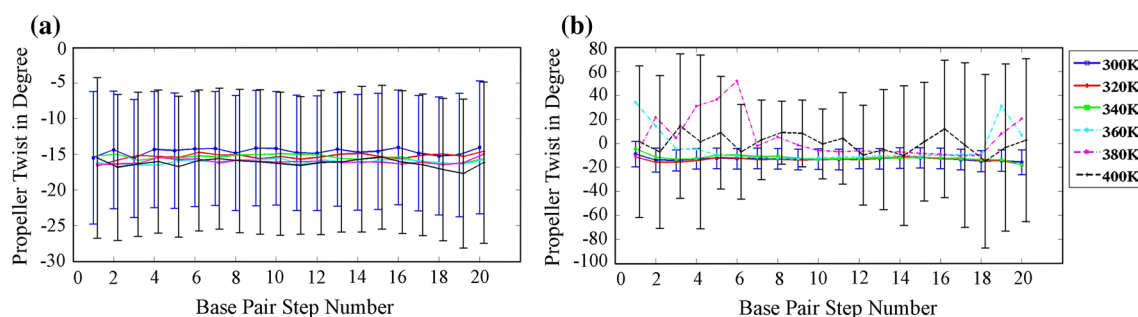 (a)
Propeller Twist in Degree
0
-5
-10
-15
-20
-25
-30
0 2 4 6 8 10 12 14 16 18 20
Base Pair Step Number
(b)
Propeller Twist in Degree
80
60
40
20
0
-20
-40
-60
-80
-100
0 2 4 6 8 10 12 14 16 18 20
Base Pair Step Number
300K
320K
340K
360K
380K
400K